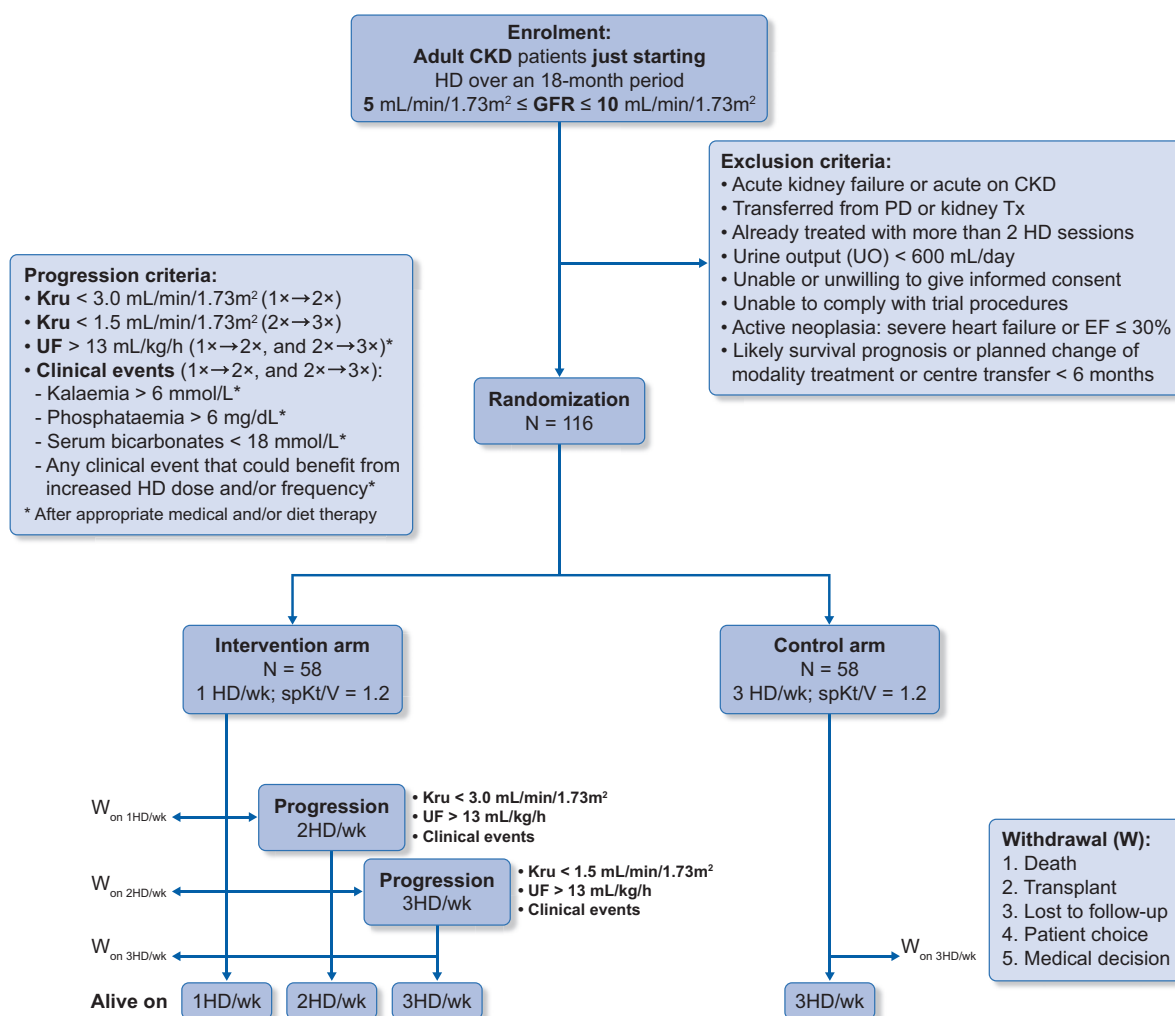 Enrolment:
Adult CKD patients just starting
HD over an 18-month period
5 mL/min/1.73m² ≤ GFR ≤ 10 mL/min/1.73m²
Exclusion criteria:
• Acute kidney failure or acute on CKD
• Transferred from PD or kidney Tx
• Already treated with more than 2 HD sessions
• Urine output (UO) < 600 mL/day
• Unable or unwilling to give informed consent
• Unable to comply with trial procedures
• Active neoplasia: severe heart failure or EF ≤ 30%
• Likely survival prognosis or planned change of
modality treatment or centre transfer < 6 months
Progression criteria:
• Kru < 3.0 mL/min/1.73m² (1×→2×)
• Kru < 1.5 mL/min/1.73m² (2×→3×)
• UF > 13 mL/kg/h (1×→2×, and 2×→3×)*
• Clinical events (1×→2×, and 2×→3×):
- Kalaemia > 6 mmol/L*
- Phosphataemia > 6 mg/dL*
- Serum bicarbonates < 18 mmol/L*
- Any clinical event that could benefit from
increased HD dose and/or frequency*
* After appropriate medical and/or diet therapy
Randomization
N = 116
Intervention arm
N = 58
1 HD/wk; spKt/V = 1.2
Control arm
N = 58
3 HD/wk; spKt/V = 1.2
W on 1HD/wk
Progression
2HD/wk
• Kru < 3.0 mL/min/1.73m²
• UF > 13 mL/kg/h
• Clinical events
W on 2HD/wk
Progression
3HD/wk
• Kru < 1.5 mL/min/1.73m²
• UF > 13 mL/kg/h
• Clinical events
W on 3HD/wk
W on 3HD/wk
Withdrawal (W):
1. Death
2. Transplant
3. Lost to follow-up
4. Patient choice
5. Medical decision
Alive on 1HD/wk 2HD/wk 3HD/wk 3HD/wk